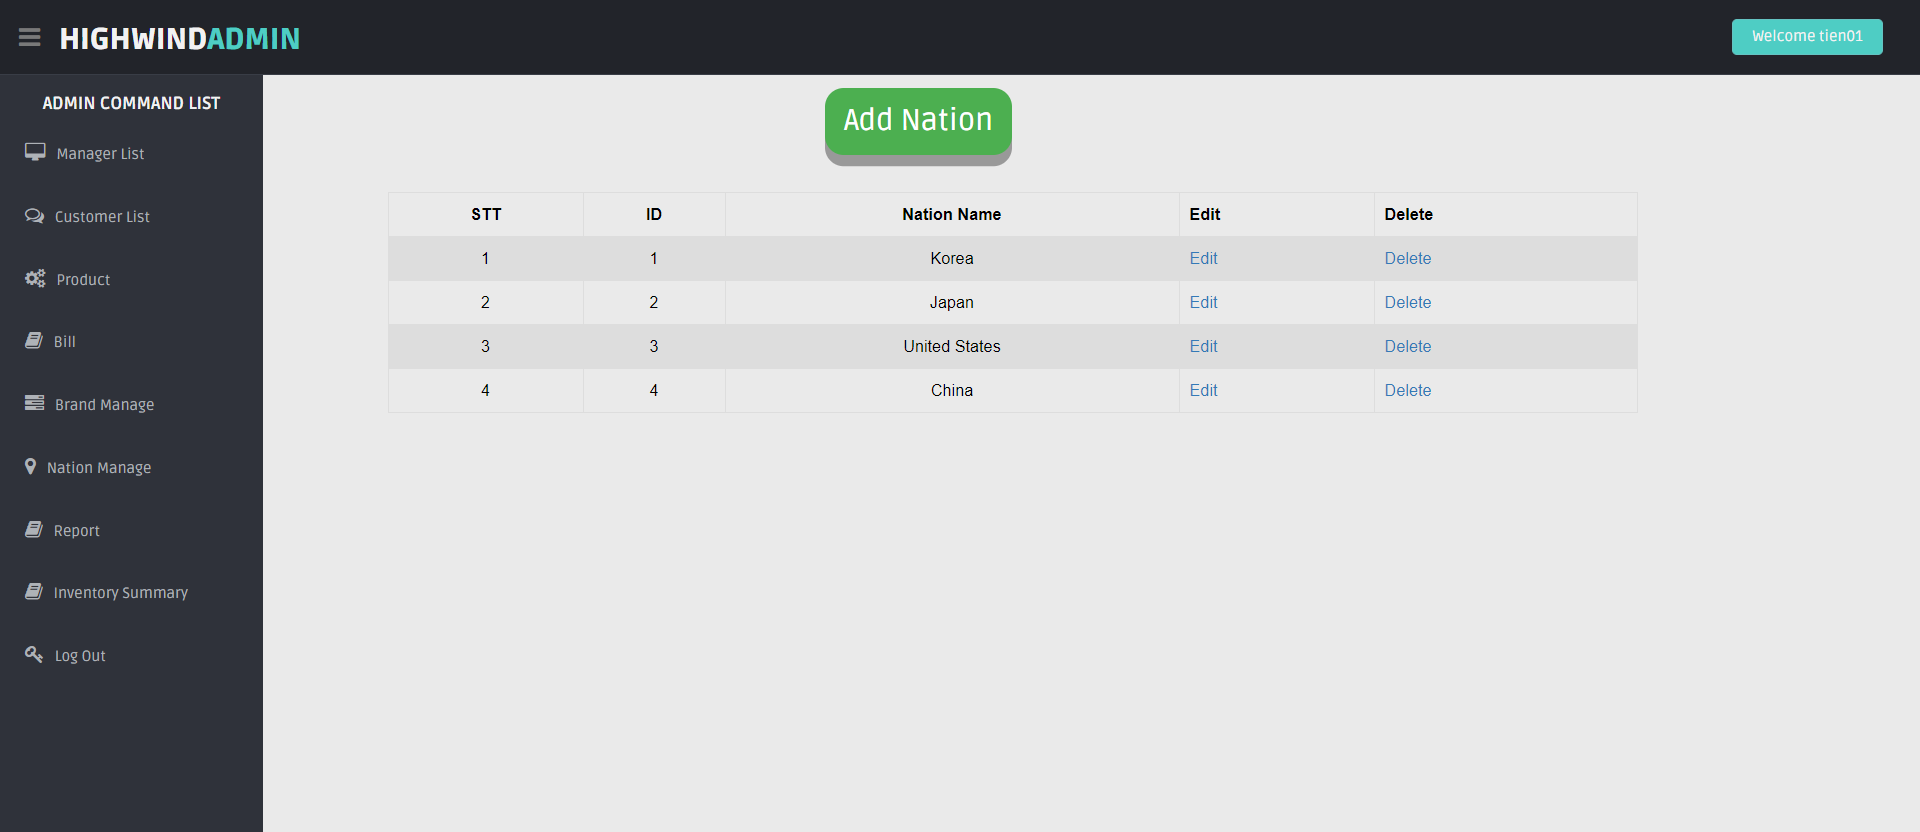 HIGHWINDADMIN
Welcome tien01
ADMIN COMMAND LIST
Manager List
Customer List
Product
Bill
Brand Manage
Nation Manage
Report
Inventory Summary
Log Out
Add Nation
STT ID Nation Name Edit Delete
1 1 Korea Edit Delete
2 2 Japan Edit Delete
3 3 United States Edit Delete
4 4 China Edit Delete